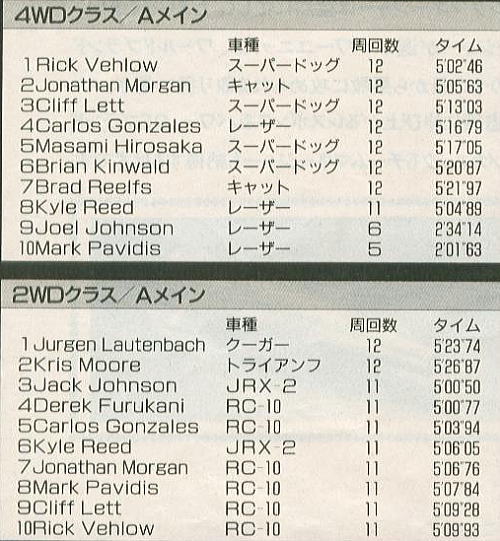 4WDクラス/Aメイン
車種 周回数 タイム
1 Rick Vehlow スーパードッグ 12 5'02"46
2 Jonathan Morgan キャット 12 5'05"63
3 Cliff Lett スーパードッグ 12 5'13"03
4 Carlos Gonzales レーザー 12 5'16"79
5 Masami Hirosaka スーパードッグ 12 5'17"05
6 Brian Kinwald スーパードッグ 12 5'20"87
7 Brad Reelfs キャット 12 5'21"97
8 Kyle Reed レーザー 11 5'04"89
9 Joel Johnson レーザー 6 2'34"14
10 Mark Pavidis レーザー 5 2'01"63
2WDクラス/Aメイン
車種 周回数 タイム
1 Jurgen Lautenbach クーガー 12 5'23"74
2 Kris Moore トライアンフ 12 5'26"87
3 Jack Johnson JRX-2 11 5'00"50
4 Derek Furukani RC-10 11 5'00"77
5 Carlos Gonzales RC-10 11 5'03"94
6 Kyle Reed JRX-2 11 5'06"05
7 Jonathan Morgan RC-10 11 5'06"76
8 Mark Pavidis RC-10 11 5'07"84
9 Cliff Lett RC-10 11 5'09"28
10 Rick Vehlow RC-10 11 5'09"93